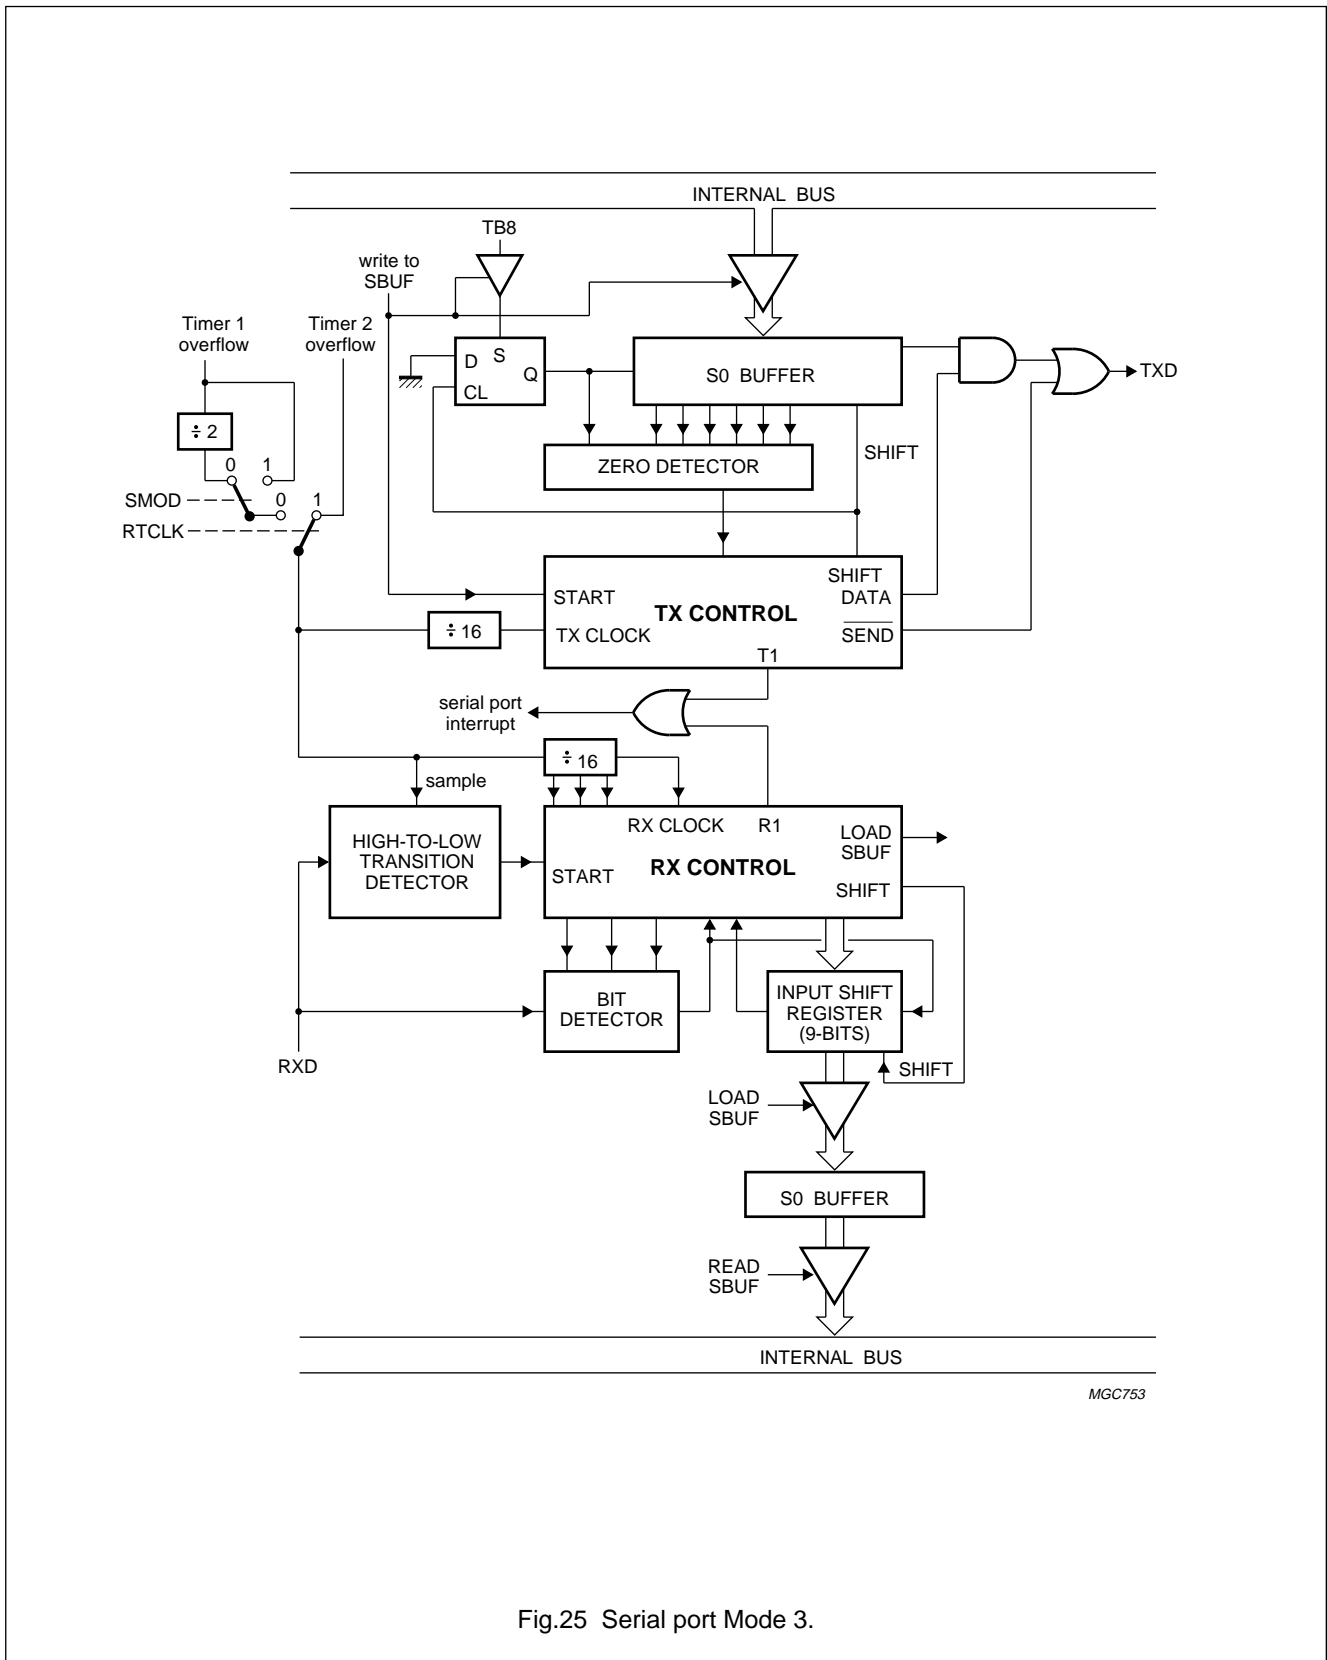 INTERNAL BUS
TB8
write to
SBUF
Timer 1
overflow
Timer 2
overflow
D
S
Q
CL
S0 BUFFER
TXD
÷ 2
0
1
ZERO DETECTOR
SHIFT
SMOD
0
1
RTCLK
SHIFT
START
TX CONTROL
DATA
÷ 16
TX CLOCK
SEND
T1
serial port
interrupt
÷ 16
sample
RX CLOCK
R1
LOAD
SBUF
HIGH-TO-LOW
TRANSITION
DETECTOR
START
RX CONTROL
SHIFT
BIT
DETECTOR
INPUT SHIFT
REGISTER
(9-BITS)
RXD
SHIFT
LOAD
SBUF
S0 BUFFER
READ
SBUF
INTERNAL BUS
MGC753
Fig.25 Serial port Mode 3.